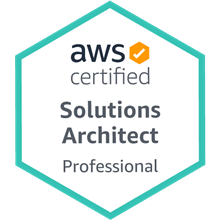 aws
certified
Solutions
Architect
Professional